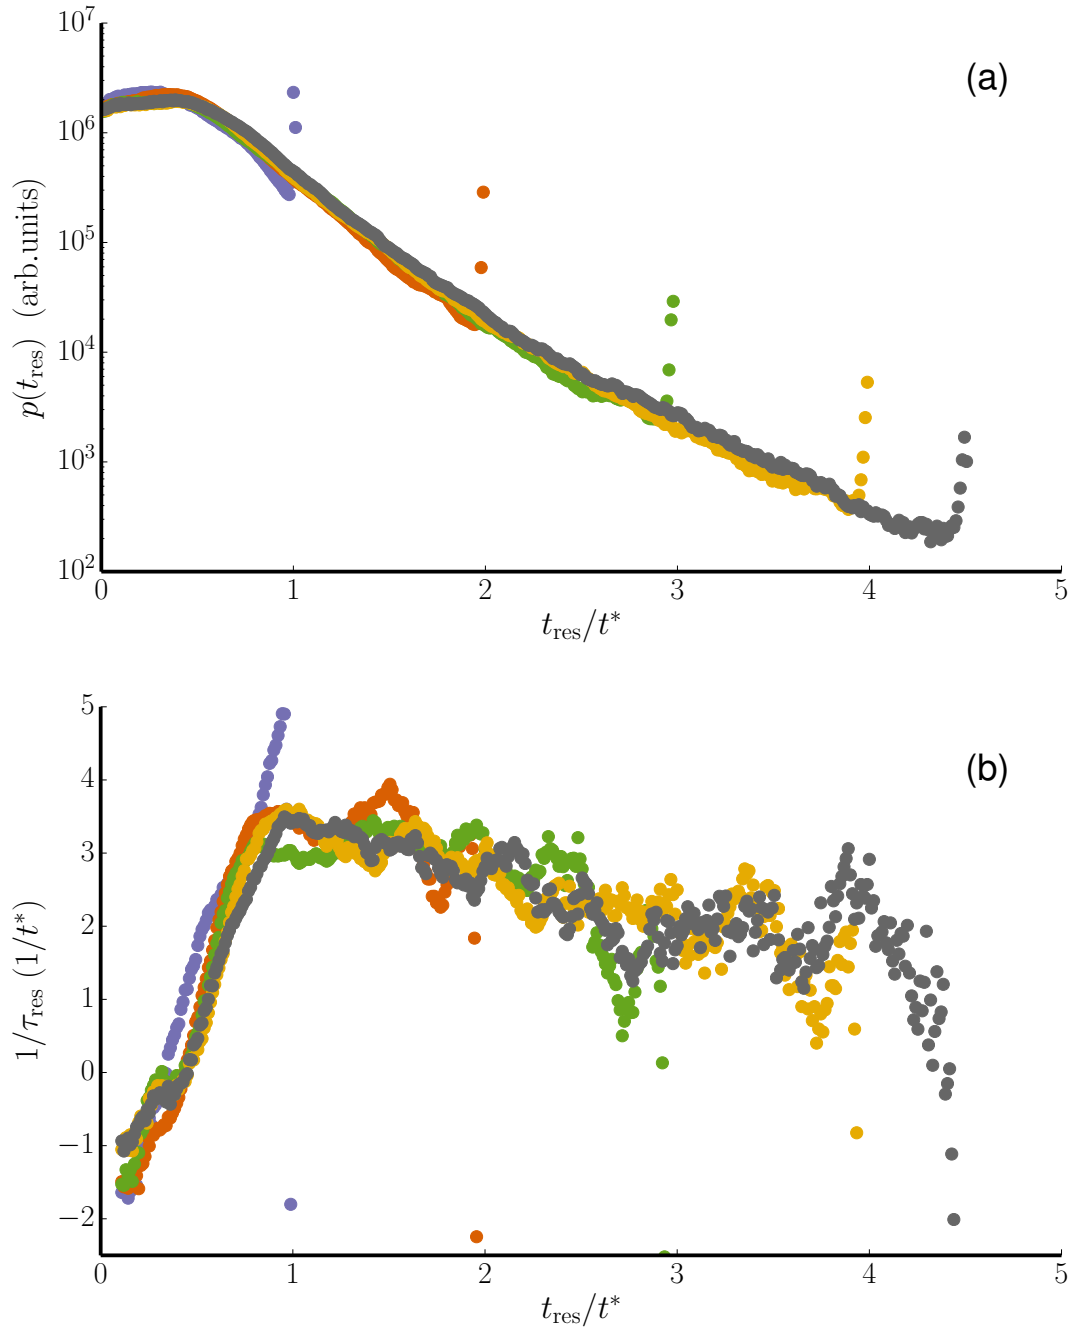 (a)
p(t_res) (arb.units)
10^7
10^6
10^5
10^4
10^3
10^2
0 1 2 3 4 5
t_res/t*
(b)
1/τ_res (1/t*)
5
4
3
2
1
0
−1
−2
0 1 2 3 4 5
t_res/t*